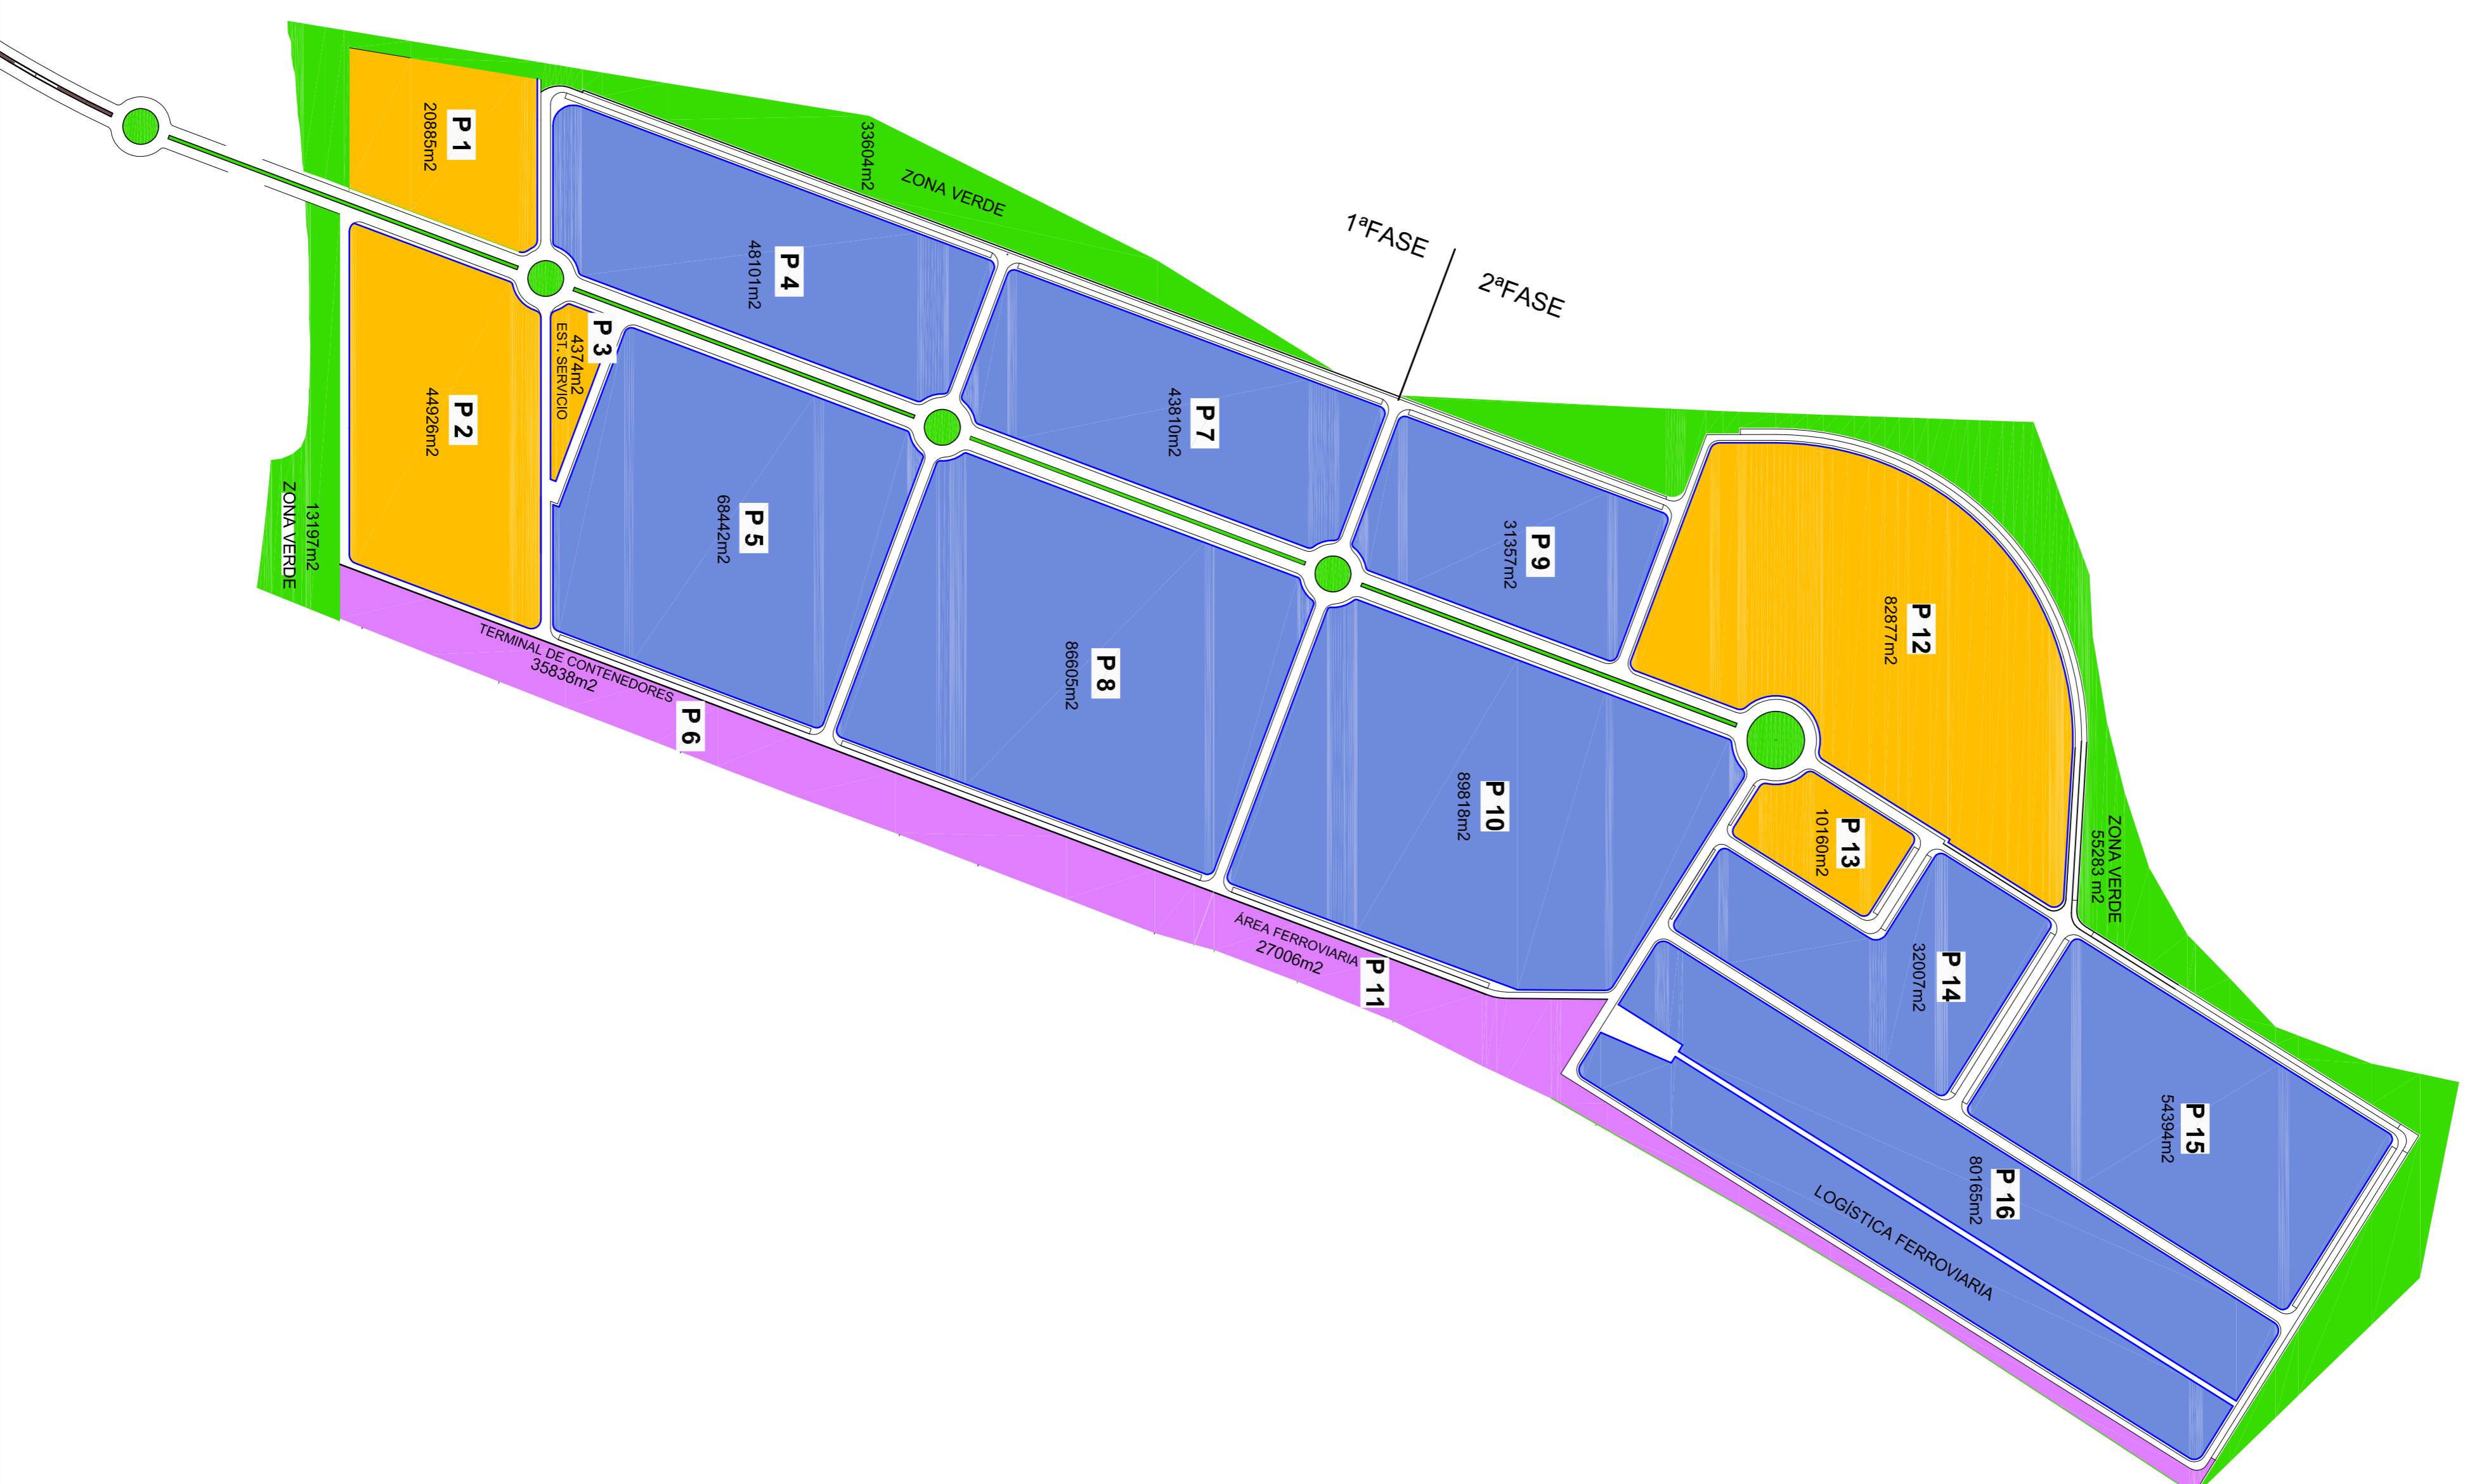 P 1
20885m2
P 2
44926m2
P 3
4374m2
EST. SERVICIO
P 4
48101m2
P 5
68442m2
TERMINAL DE CONTENEDORES
35838m2
P 6
P 7
43810m2
P 8
86605m2
P 9
31357m2
P 10
89818m2
ÁREA FERROVIARIA
27006m2
P 11
P 12
82877m2
P 13
10160m2
P 14
32007m2
P 15
54394m2
P 16
80165m2
LOGÍSTICA FERROVIARIA
33604m2
ZONA VERDE
13197m2
ZONA VERDE
ZONA VERDE
55283 m2
1ªFASE
2ªFASE